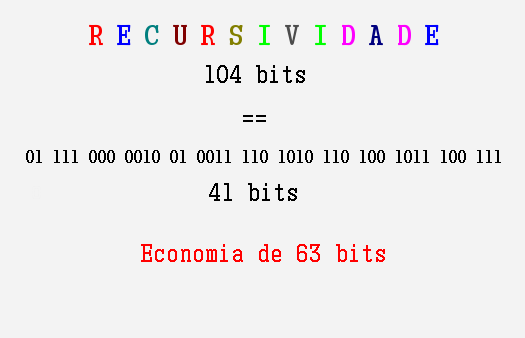 R E C U R S I V I D A D E
104 bits
==
01 111 000 0010 01 0011 110 1010 110 100 1011 100 111
41 bits
Economia de 63 bits